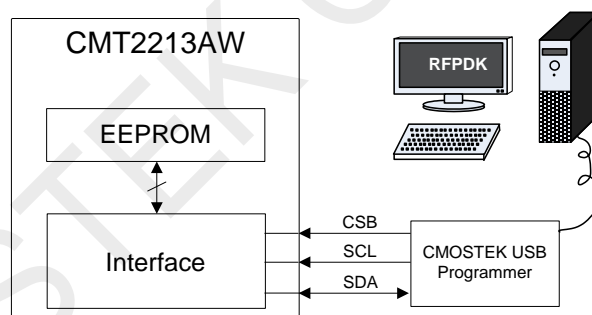 CMT2213AW
RFPDK
EEPROM
CSB
SCL
SDA
Interface
CMOSTEK USB
Programmer